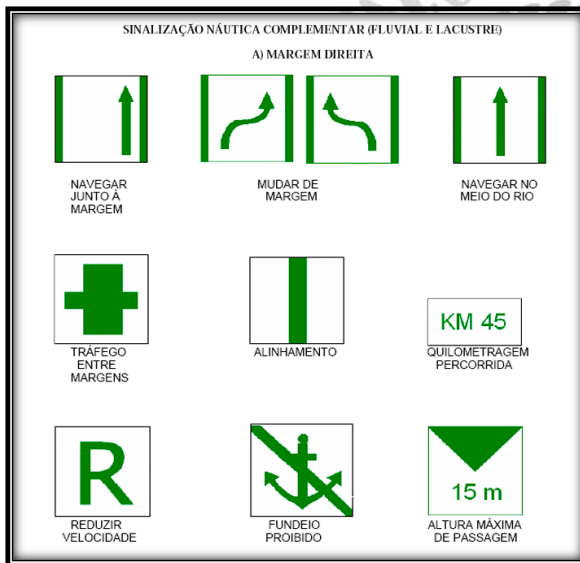 SINALIZAÇÃO NÁUTICA COMPLEMENTAR (FLUVIAL E LACUSTRE)
A) MARGEM DIREITA
NAVEGAR
JUNTO À
MARGEM
MUDAR DE
MARGEM
NAVEGAR NO
MEIO DO RIO
TRÁFEGO
ENTRE
MARGENS
ALINHAMENTO
KM 45
QUILOMETRAGEM
PERCORRIDA
R
REDUZIR
VELOCIDADE
FUNDEIO
PROIBIDO
15 m
ALTURA MÁXIMA
DE PASSAGEM